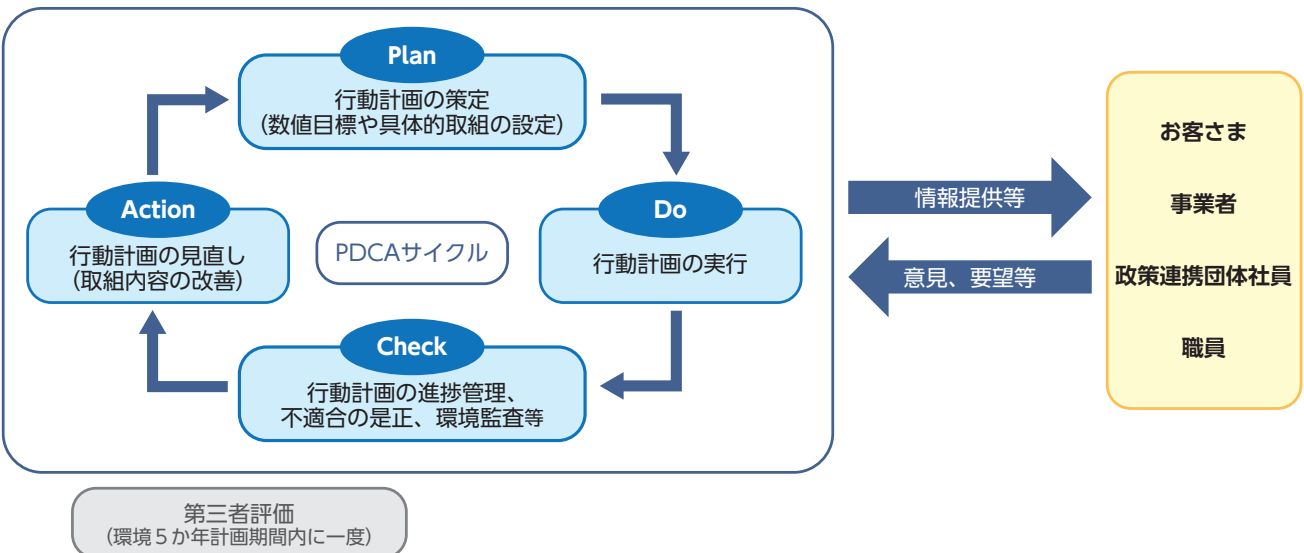 Plan
行動計画の策定
(数値目標や具体的取組の設定)
Action
行動計画の見直し
(取組内容の改善)
PDCAサイクル
Do
行動計画の実行
Check
行動計画の進捗管理、
不適合の是正、環境監査等
情報提供等
意見、要望等
お客さま
事業者
政策連携団体社員
職員
第三者評価
(環境5か年計画期間内に一度)